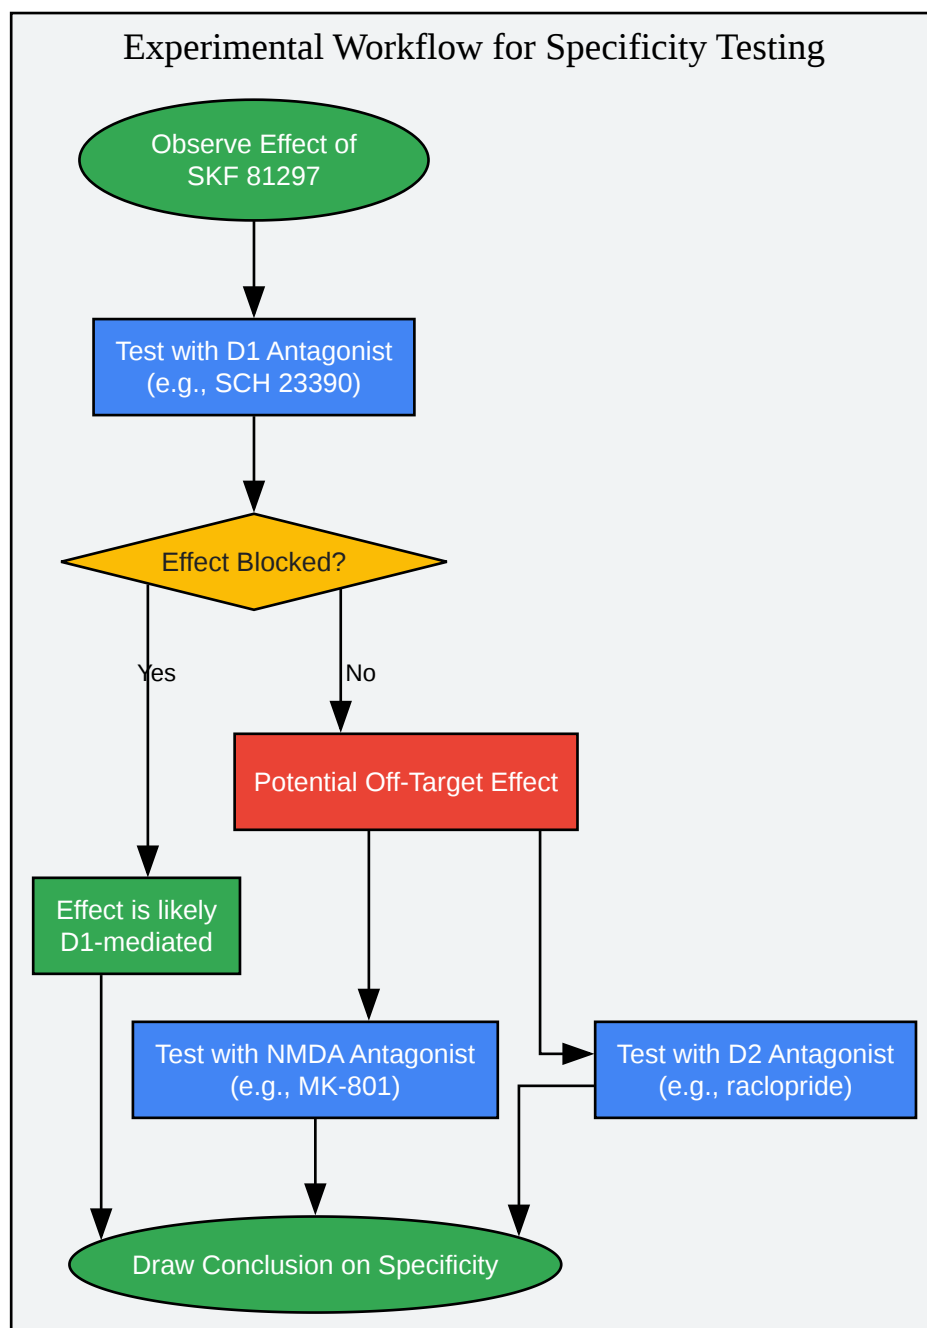 Experimental Workflow for Specificity Testing
Observe Effect of
SKF 81297
Test with D1 Antagonist
(e.g., SCH 23390)
Effect Blocked?
Yes
No
Potential Off-Target Effect
Effect is likely
D1-mediated
Test with NMDA Antagonist
(e.g., MK-801)
Test with D2 Antagonist
(e.g., raclopride)
Draw Conclusion on Specificity